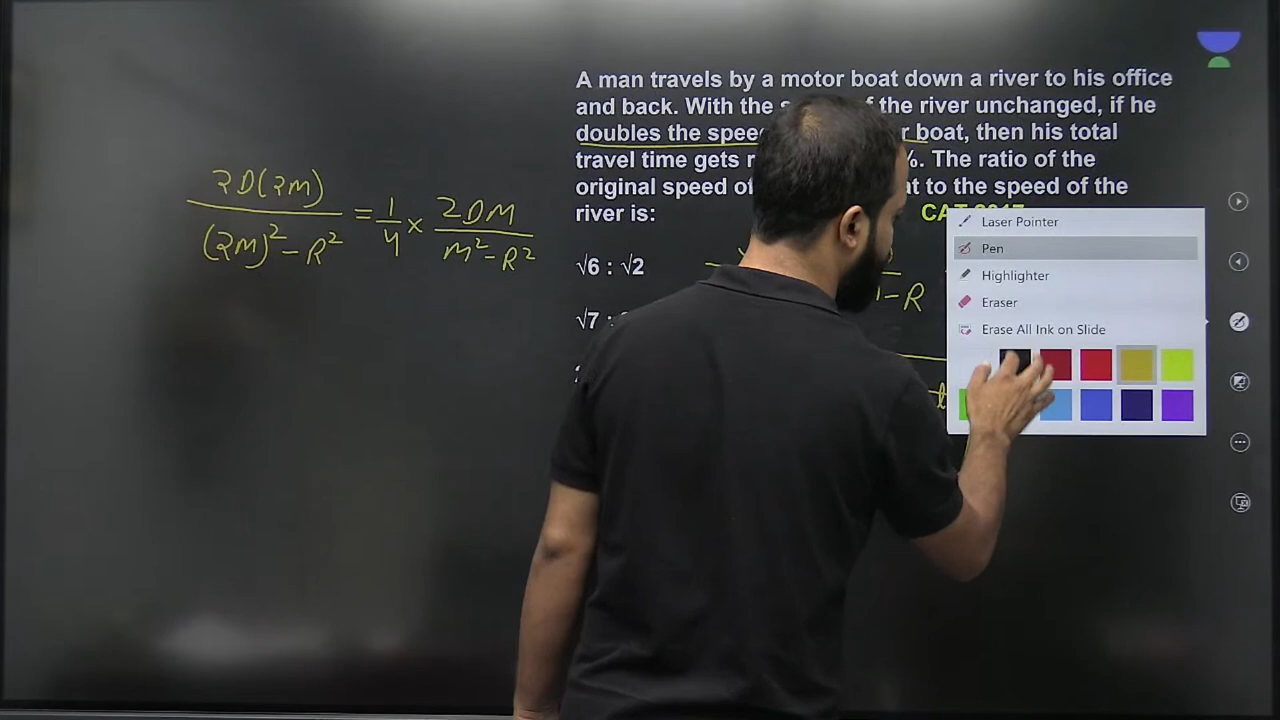 A man travels by a motor boat down a river to his office
and back. With the of the river unchanged, if he
doubles the boat, then his total
travel time gets %. The ratio of the
original speed of to the speed of the
river is:
√6 : √2
√7 :
2D(2M) / (2M)² - R² = 1/4 × 2DM / M² - R²
- R
Laser Pointer
Pen
Highlighter
Eraser
Erase All Ink on Slide